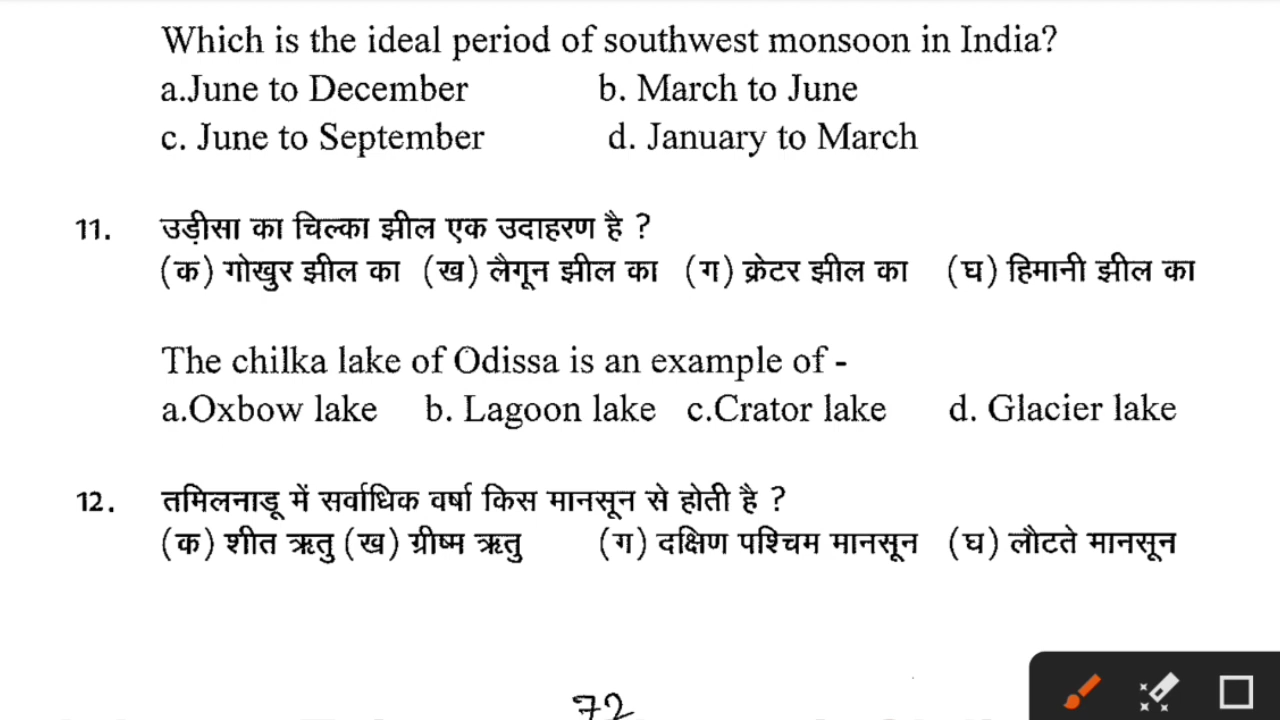 Which is the ideal period of southwest monsoon in India?
a.June to December b. March to June
c. June to September d. January to March
11. उड़ीसा का चिल्का झील एक उदाहरण है ?
(क) गोखुर झील का (ख) लैगून झील का (ग) क्रेटर झील का (घ) हिमानी झील का
The chilka lake of Odissa is an example of -
a.Oxbow lake b. Lagoon lake c.Crator lake d. Glacier lake
12. तमिलनाडू में सर्वाधिक वर्षा किस मानसून से होती है ?
(क) शीत ऋतु (ख) ग्रीष्म ऋतु (ग) दक्षिण पश्चिम मानसून (घ) लौटते मानसून
72